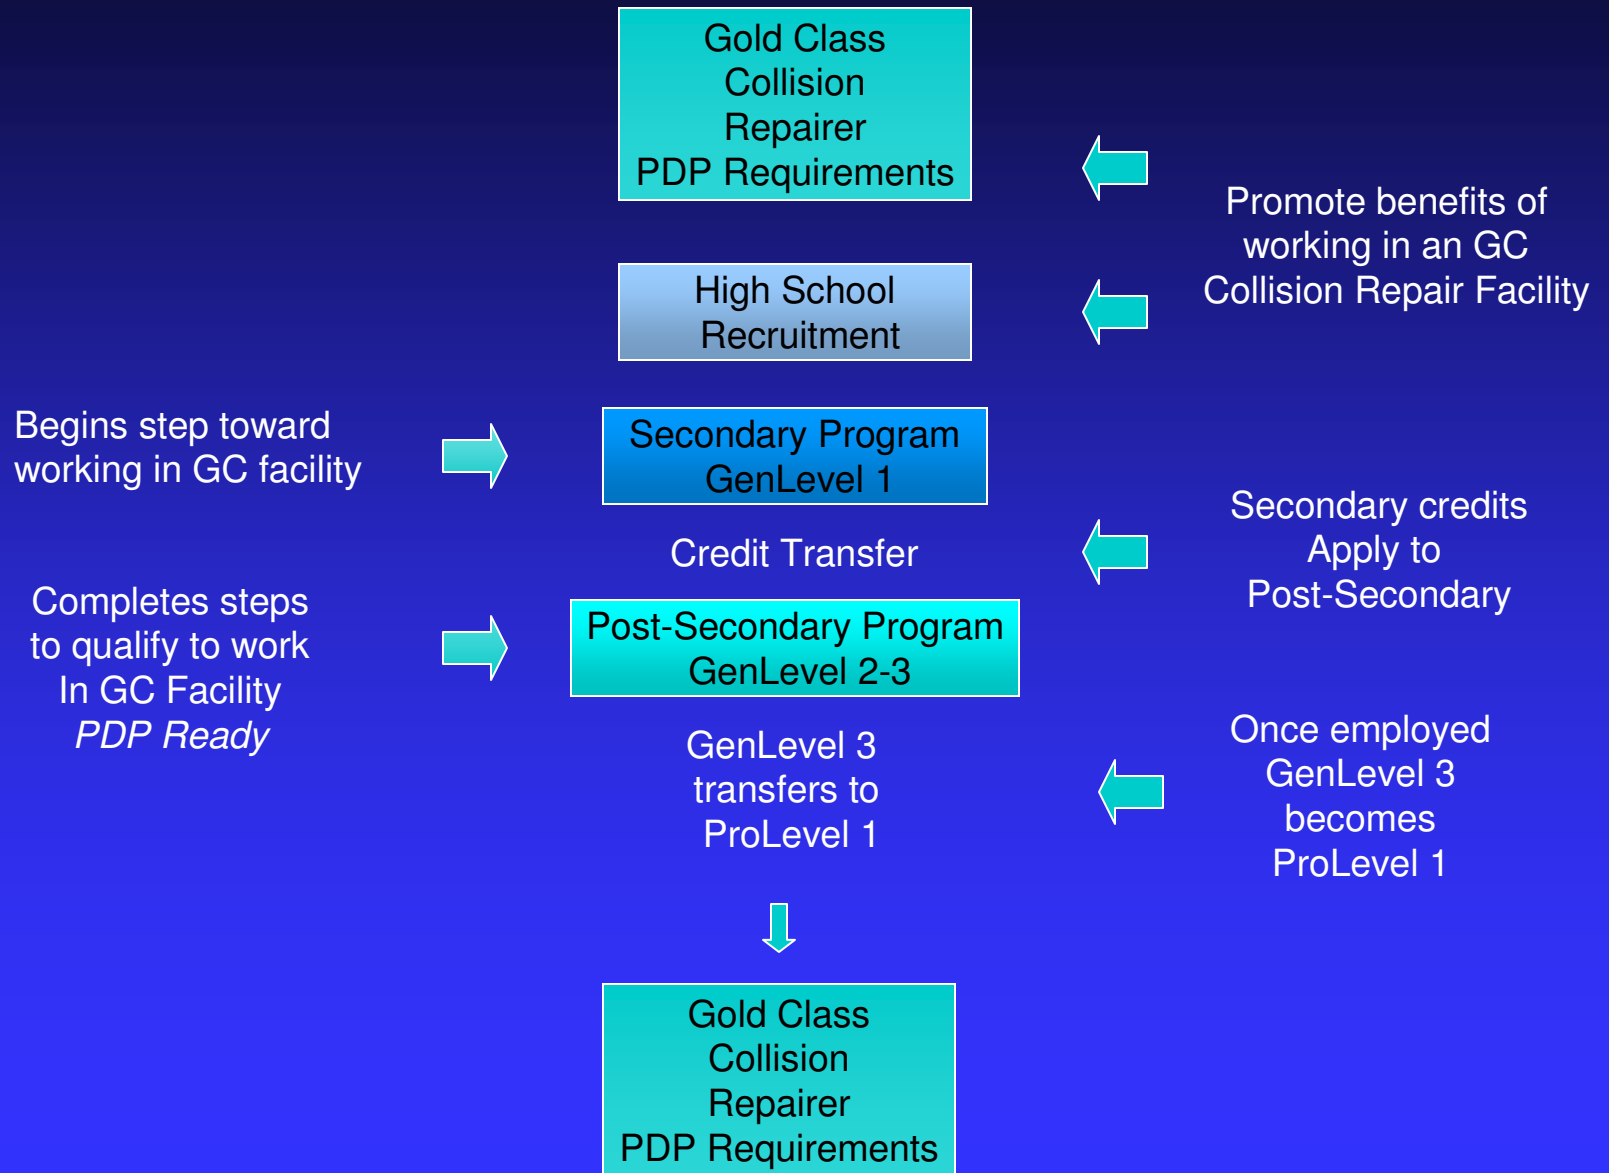 Gold Class
Collision
Repairer
PDP Requirements
Promote benefits of
working in an GC
Collision Repair Facility
High School
Recruitment
Begins step toward
working in GC facility
Secondary Program
GenLevel 1
Credit Transfer
Secondary credits
Apply to
Post-Secondary
Completes steps
to qualify to work
In GC Facility
PDP Ready
Post-Secondary Program
GenLevel 2-3
GenLevel 3
transfers to
ProLevel 1
Once employed
GenLevel 3
becomes
ProLevel 1
Gold Class
Collision
Repairer
PDP Requirements